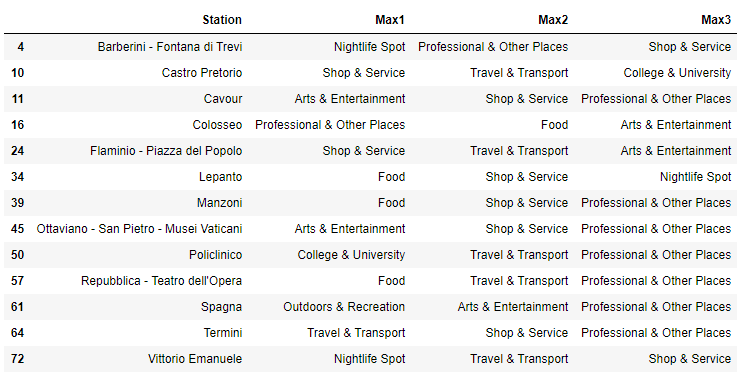 Station Max1 Max2 Max3
4 Barberini - Fontana di Trevi Nightlife Spot Professional & Other Places Shop & Service
10 Castro Pretorio Shop & Service Travel & Transport College & University
11 Cavour Arts & Entertainment Shop & Service Professional & Other Places
16 Colosseo Professional & Other Places Food Arts & Entertainment
24 Flaminio - Piazza del Popolo Shop & Service Travel & Transport Arts & Entertainment
34 Lepanto Food Shop & Service Nightlife Spot
39 Manzoni Food Shop & Service Professional & Other Places
45 Ottaviano - San Pietro - Musei Vaticani Arts & Entertainment Shop & Service Professional & Other Places
50 Policlinico College & University Travel & Transport Professional & Other Places
57 Repubblica - Teatro dell'Opera Food Travel & Transport Professional & Other Places
61 Spagna Outdoors & Recreation Arts & Entertainment Professional & Other Places
64 Termini Travel & Transport Shop & Service Professional & Other Places
72 Vittorio Emanuele Nightlife Spot Travel & Transport Shop & Service